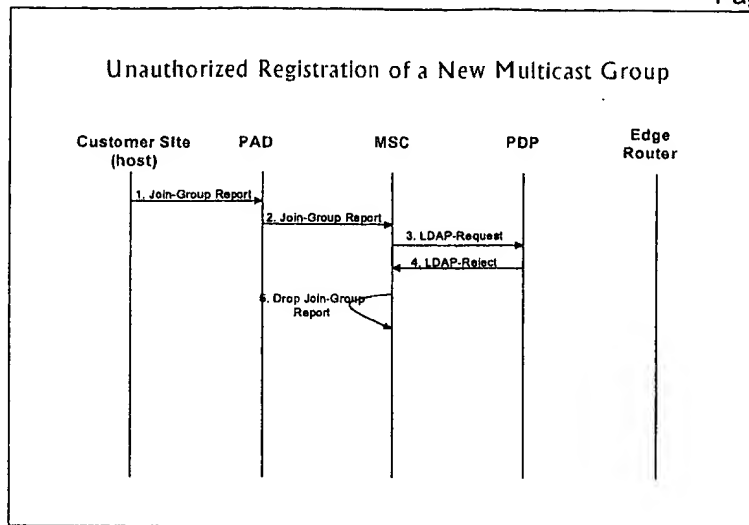 Unauthorized Registration of a New Multicast Group
Customer Site
(host)
PAD
MSC
PDP
Edge
Router
1. Join-Group Report
2. Join-Group Report
3. LDAP-Request
4. LDAP-Reject
5. Drop Join-Group
Report